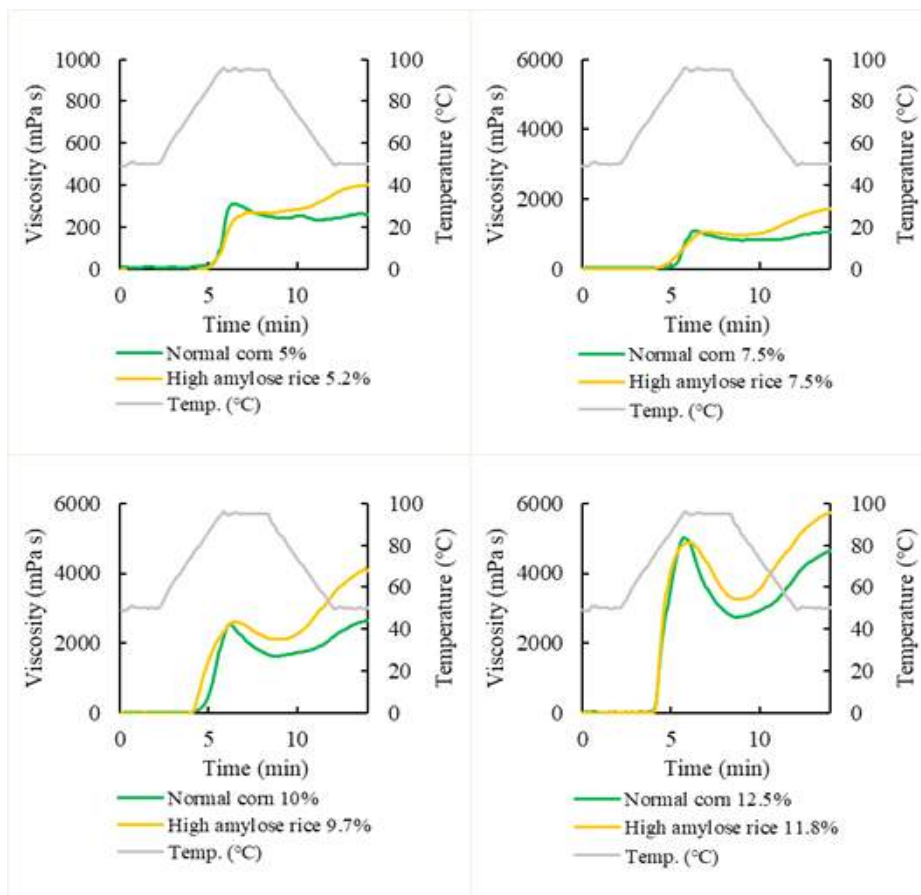 1000
800
600
400
200
0
Viscosity (mPa s)
100
80
60
40
20
0
Temperature (°C)
0 5 10
Time (min)
Normal corn 5%
High amylose rice 5.2%
Temp. (°C)
6000
4000
2000
0
Viscosity (mPa s)
100
80
60
40
20
0
Temperature (°C)
0 5 10
Time (min)
Normal corn 7.5%
High amylose rice 7.5%
Temp. (°C)
6000
4000
2000
0
Viscosity (mPa s)
100
80
60
40
20
0
Temperature (°C)
0 5 10
Time (min)
Normal corn 10%
High amylose rice 9.7%
Temp. (°C)
6000
4000
2000
0
Viscosity (mPa s)
100
80
60
40
20
0
Temperature (°C)
0 5 10
Time (min)
Normal corn 12.5%
High amylose rice 11.8%
Temp. (°C)